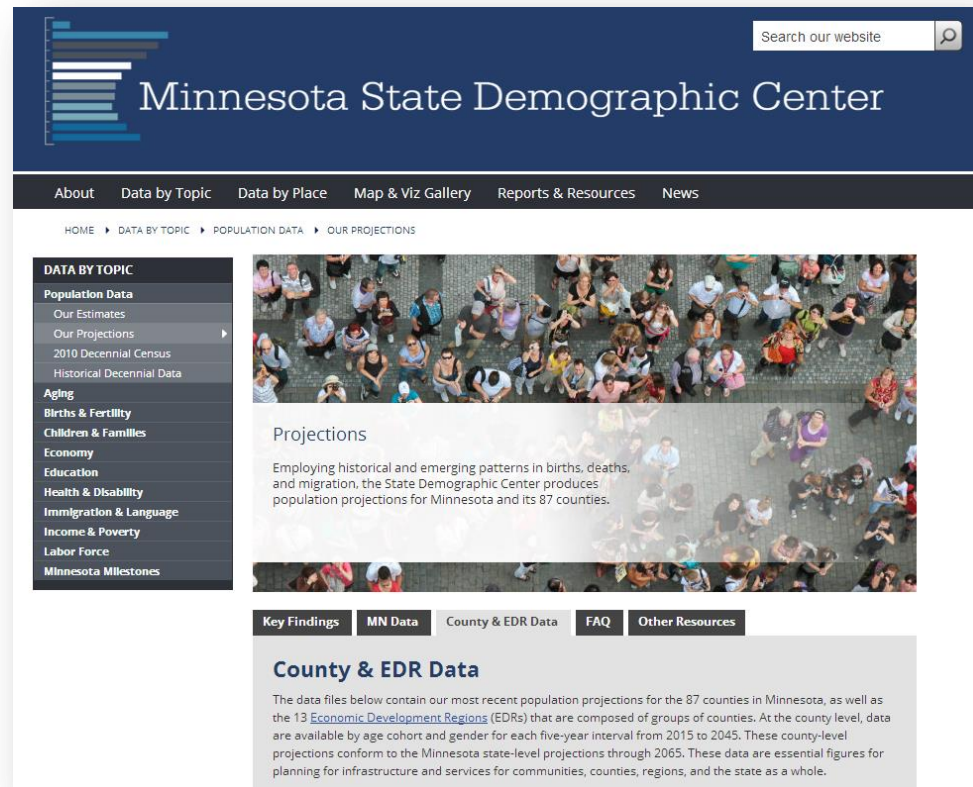 Search our website
Minnesota State Demographic Center
About Data by Topic Data by Place Map & Viz Gallery Reports & Resources News
HOME DATA BY TOPIC POPULATION DATA OUR PROJECTIONS
DATA BY TOPIC
Population Data
Our Estimates
Our Projections
2010 Decennial Census
Historical Decennial Data
Aging
Births & Fertility
Children & Families
Economy
Education
Health & Disability
Immigration & Language
Income & Poverty
Labor Force
Minnesota Milestones
Projections
Employing historical and emerging patterns in births, deaths,
and migration, the State Demographic Center produces
population projections for Minnesota and its 87 counties.
Key Findings MN Data County & EDR Data FAQ Other Resources
County & EDR Data
The data files below contain our most recent population projections for the 87 counties in Minnesota, as well as
the 13 Economic Development Regions (EDRs) that are composed of groups of counties. At the county level, data
are available by age cohort and gender for each five-year interval from 2015 to 2045. These county-level
projections conform to the Minnesota state-level projections through 2065. These data are essential figures for
planning for infrastructure and services for communities, counties, regions, and the state as a whole.